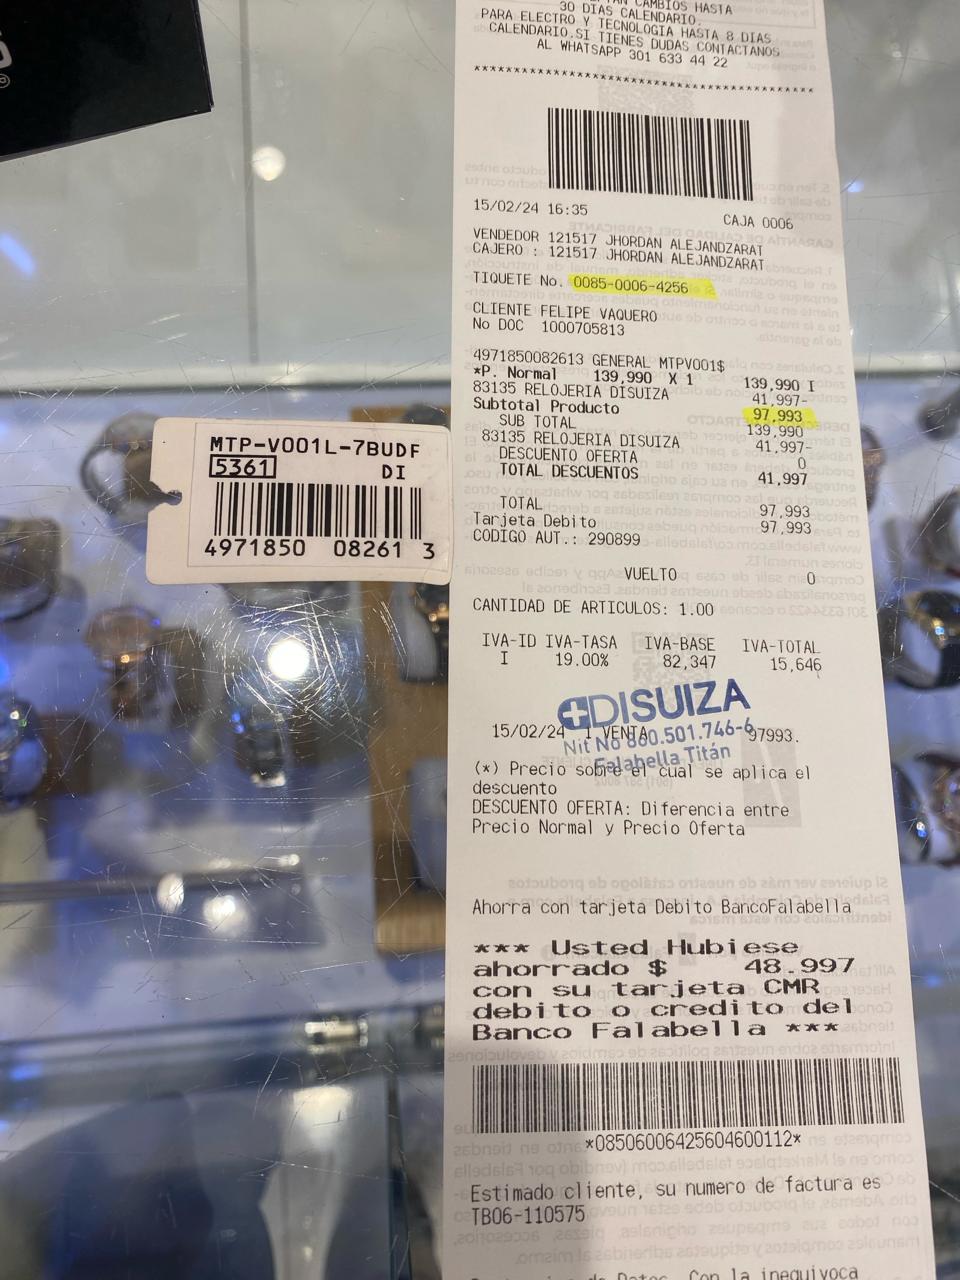 CAMBIOS HASTA
30 DIAS CALENDARIO.
PARA ELECTRO Y TECNOLOGIA HASTA 8 DIAS
CALENDARIO.SI TIENES DUDAS CONTACTANOS
AL WHATSAPP 301 633 44 22
15/02/24 16:35 CAJA 0006
VENDEDOR 121517 JHORDAN ALEJANDZARAT
CAJERO : 121517 JHORDAN ALEJANDZARAT
TIQUETE No. 0085-0006-4256
CLIENTE FELIPE VAQUERO
No DOC 1000705813
4971850082613 GENERAL MTPV001$
*P. Normal 139,990 X 1 139,990 I
83135 RELOJERIA DISUIZA 41,997-
Subtotal Producto 97,993
SUB TOTAL 139,990
83135 RELOJERIA DISUIZA 41,997-
DESCUENTO OFERTA 0
TOTAL DESCUENTOS 41,997
TOTAL 97,993
Tarjeta Debito 97,993
CODIGO AUT.: 290899
VUELTO 0
CANTIDAD DE ARTICULOS: 1.00
IVA-ID IVA-TASA IVA-BASE IVA-TOTAL
I 19.00% 82,347 15,646
DISUIZA
15/02/24 1 VENTA 97993.
Nit No 860.501.746-6
Falabella Titán
(*) Precio sobre el cual se aplica el
descuento
DESCUENTO OFERTA: Diferencia entre
Precio Normal y Precio Oferta
Ahorra con tarjeta Debito BancoFalabella
*** Usted Hubiese
ahorrado $ 48.997
con su tarjeta CMR
debito o credito del
Banco Falabella ***
*08506006425604600112*
Estimado cliente, su numero de factura es
TB06-110575
Datos. Con la inequivoca
MTP-V001L-7BUDF
5361 DI
4971850 08261 3